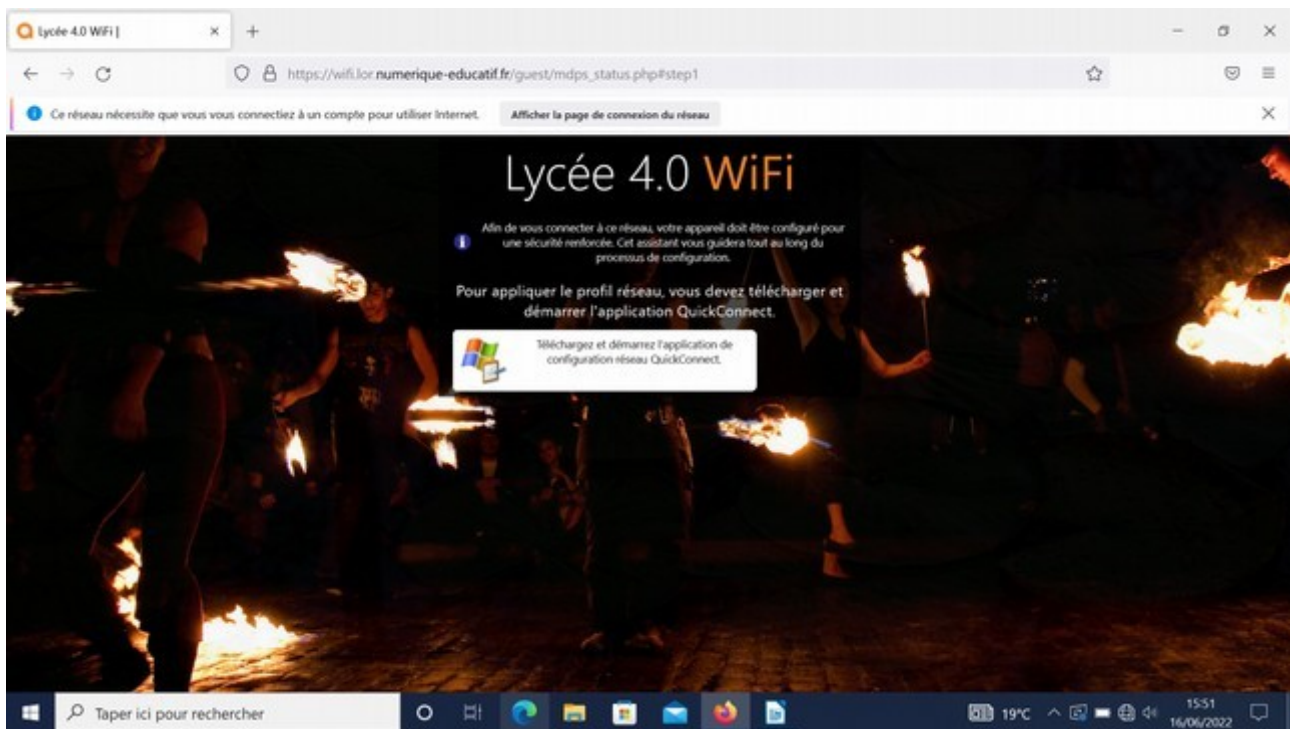 Lycée 4.0 WiFi |
https://wifi.lor.numerique-educatif.fr/guest/mdps_status.php#step1
Ce réseau nécessite que vous vous connectiez à un compte pour utiliser Internet. Afficher la page de connexion du réseau
Lycée 4.0 WiFi
Afin de vous connecter à ce réseau, votre appareil doit être configuré pour
une sécurité renforcée. Cet assistant vous guidera tout au long du
processus de configuration.
Pour appliquer le profil réseau, vous devez télécharger et
démarrer l'application QuickConnect.
Téléchargez et démarrez l'application de
configuration réseau QuickConnect.
Taper ici pour rechercher
19°C
15:51
16/06/2022